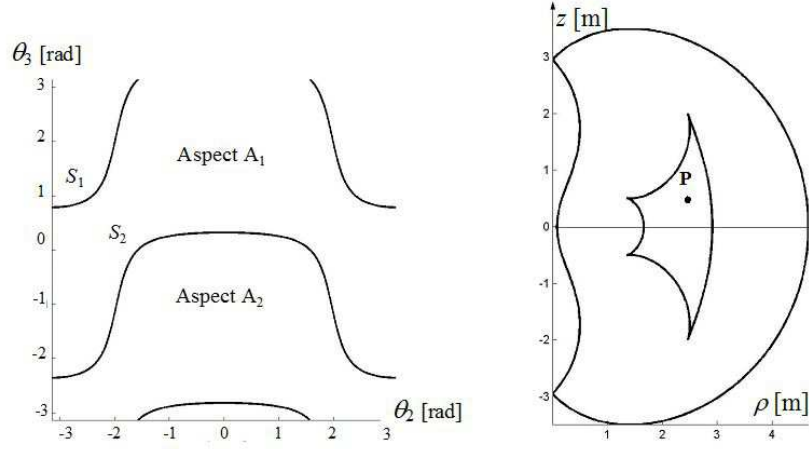 θ₃ [rad]
3
2
1
0
-1
-2
-3
S₁
S₂
Aspect A₁
Aspect A₂
-3 -2 -1 0 1 2 3
θ₂ [rad]
z [m]
3
2
1
0
-1
-2
-3
P
1 2 3 4
ρ [m]